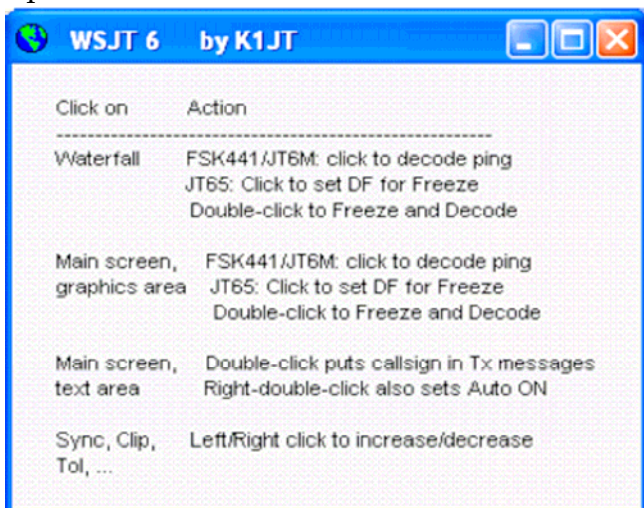 WSJT 6 by K1JT
Click on Action
--------------------------------------------------------
Waterfall FSK441/JT6M: click to decode ping
JT65: Click to set DF for Freeze
Double-click to Freeze and Decode
Main screen, FSK441/JT6M: click to decode ping
graphics area JT65: Click to set DF for Freeze
Double-click to Freeze and Decode
Main screen, Double-click puts callsign in Tx messages
text area Right-double-click also sets Auto ON
Sync, Clip, Left/Right click to increase/decrease
Tol, ...